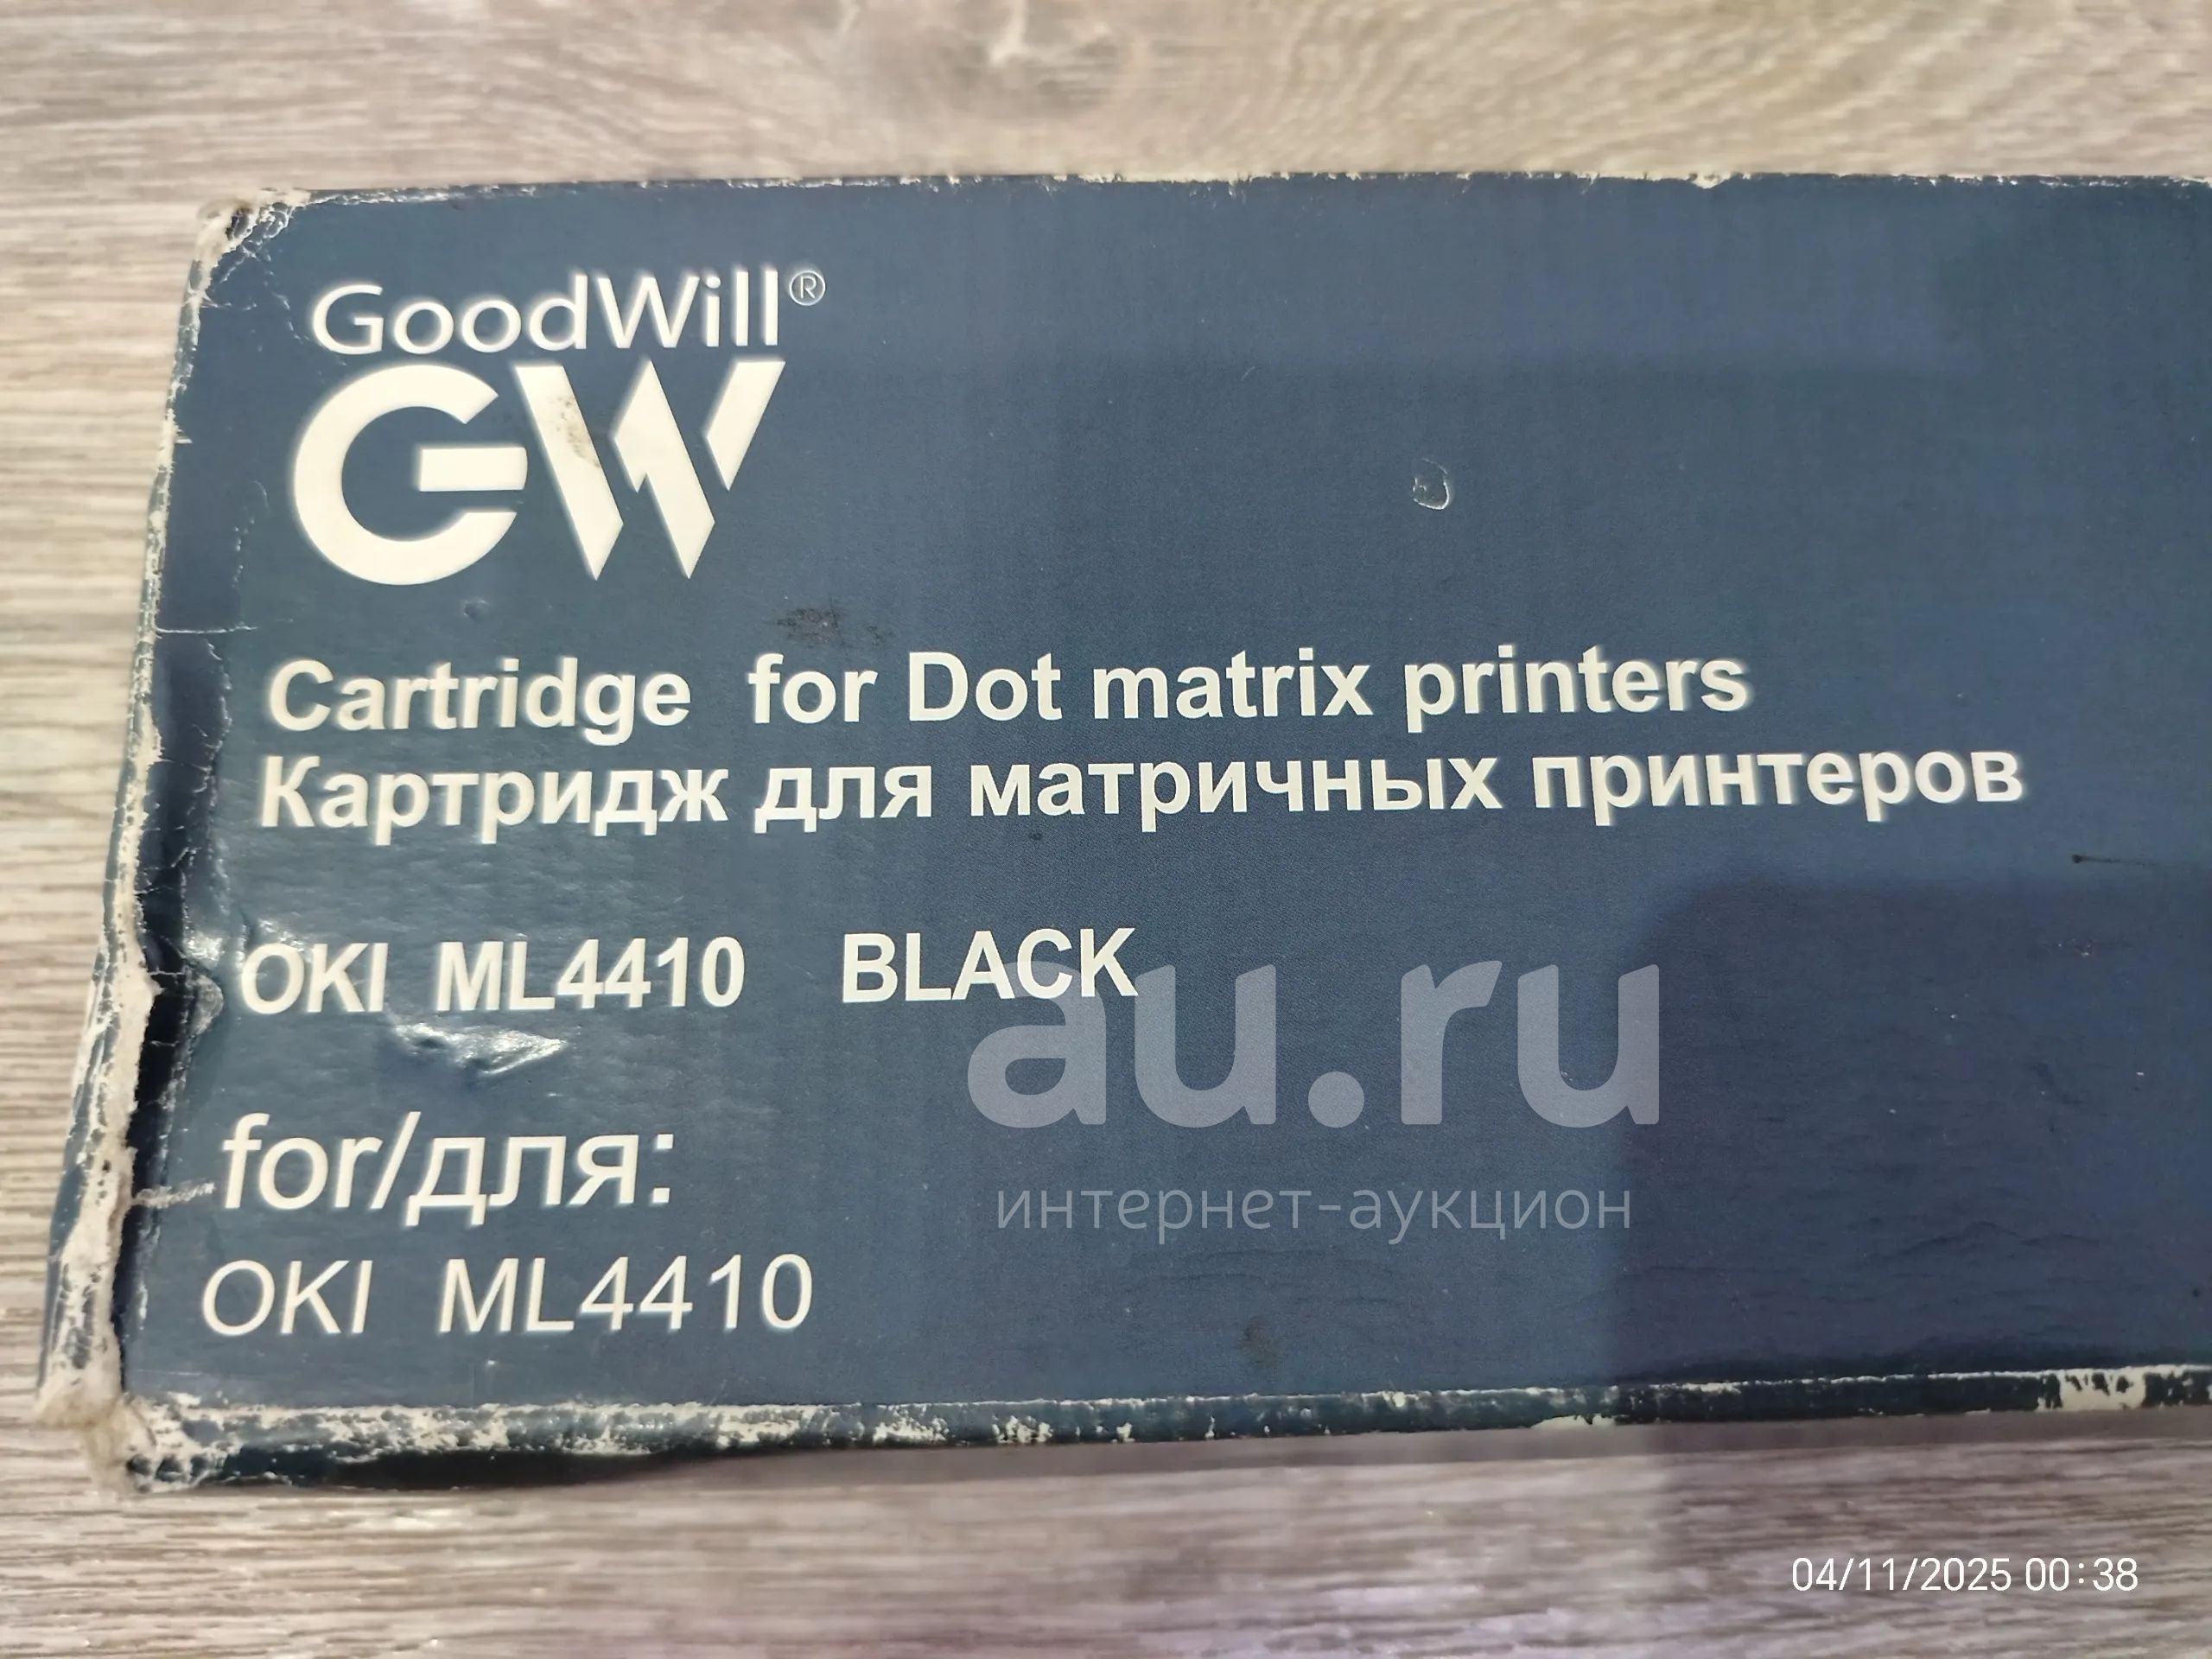 GoodWill®
GW
Cartridge for Dot matrix printers
Картридж для матричных принтеров
OKI ML4410 BLACK
au.ru
интернет-аукцион
for/для:
OKI ML4410
04/11/2025 00:38